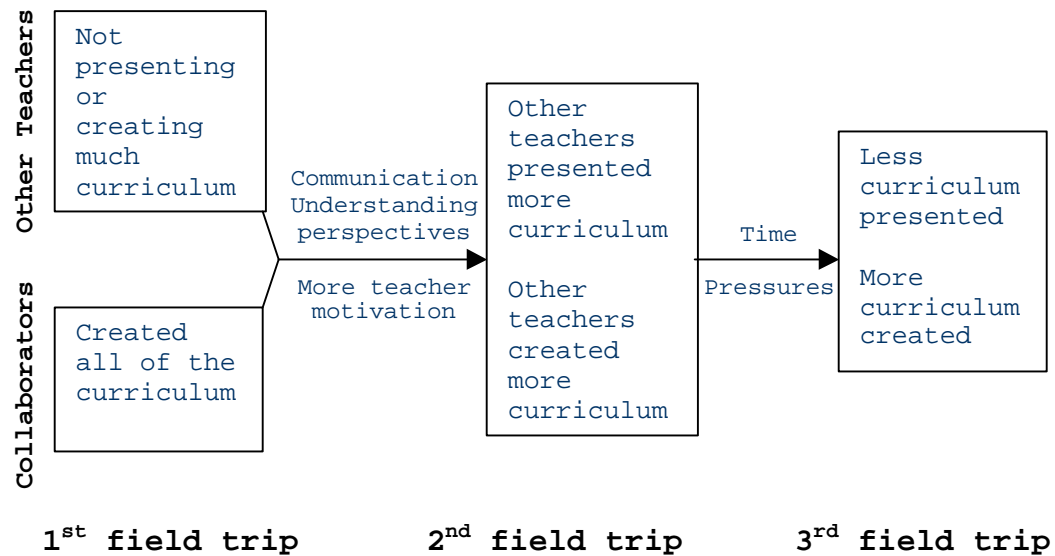 Other Teachers
Not
presenting
or
creating
much
curriculum
Collaborators
Created
all of the
curriculum
Communication
Understanding
perspectives
More teacher
motivation
Other
teachers
presented
more
curriculum
Other
teachers
created
more
curriculum
Time
Pressures
Less
curriculum
presented
More
curriculum
created
1st field trip
2nd field trip
3rd field trip